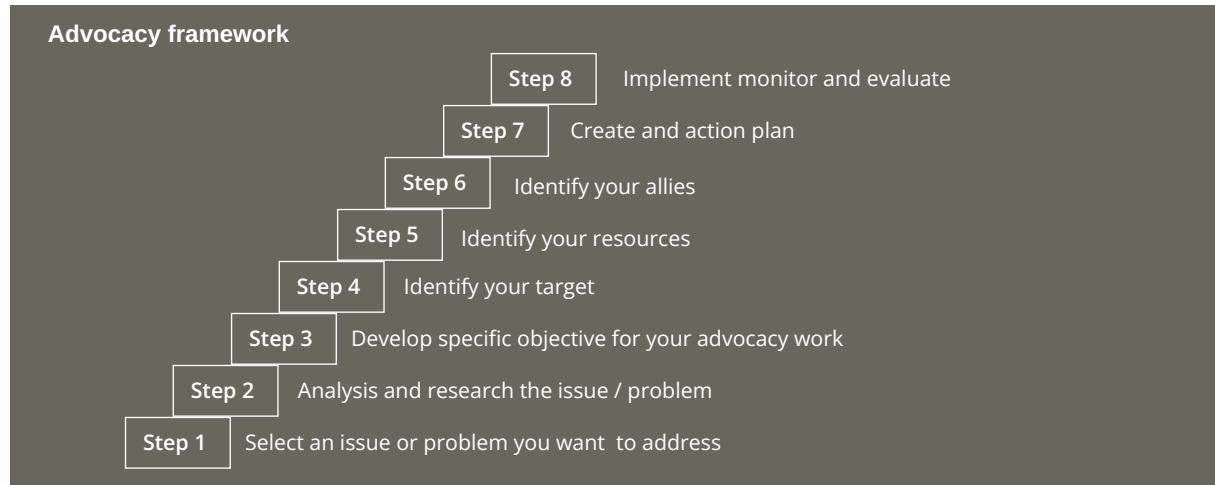 Advocacy framework
Step 8 Implement monitor and evaluate
Step 7 Create and action plan
Step 6 Identify your allies
Step 5 Identify your resources
Step 4 Identify your target
Step 3 Develop specific objective for your advocacy work
Step 2 Analysis and research the issue / problem
Step 1 Select an issue or problem you want to address